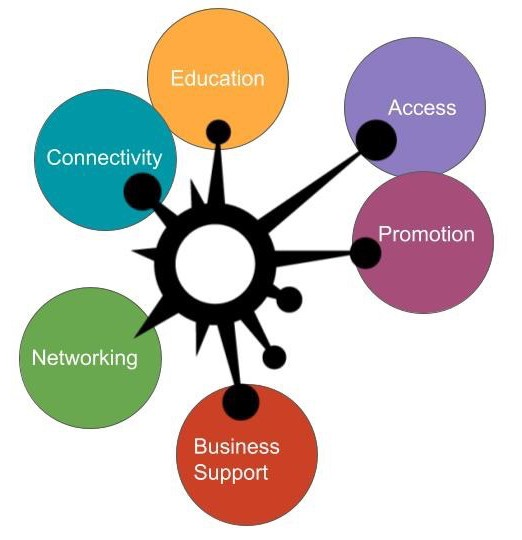 Education
Access
Connectivity
Promotion
Networking
Business
Support